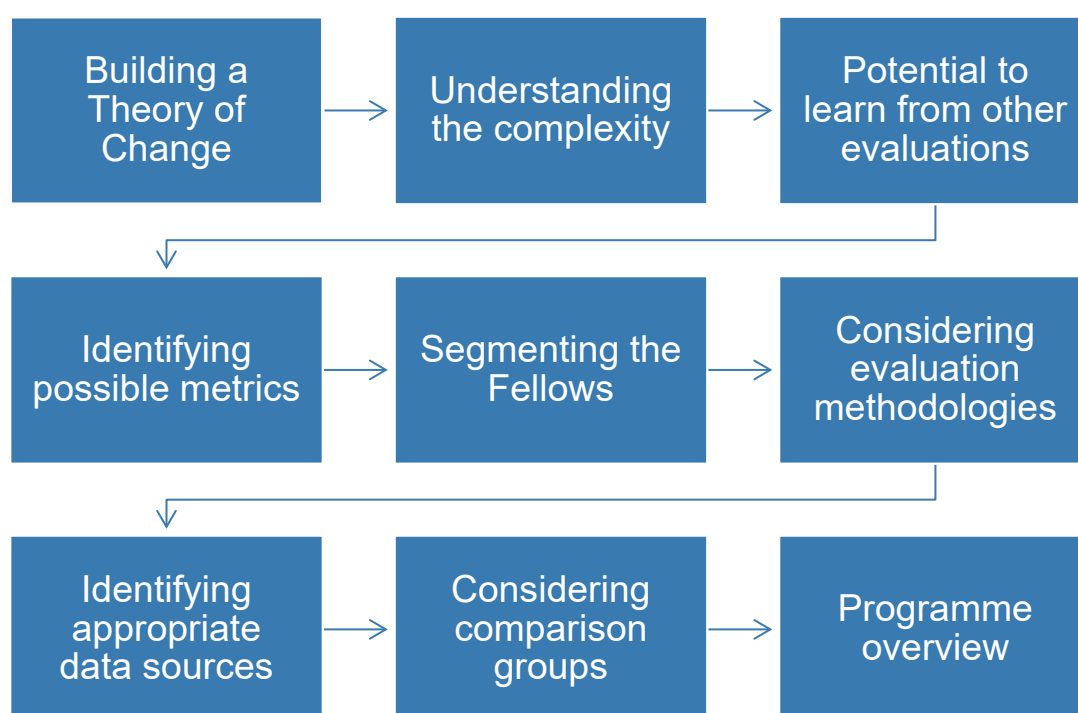 Building a
Theory of
Change
Understanding
the complexity
Potential to
learn from other
evaluations
Identifying
possible metrics
Segmenting the
Fellows
Considering
evaluation
methodologies
Identifying
appropriate
data sources
Considering
comparison
groups
Programme
overview